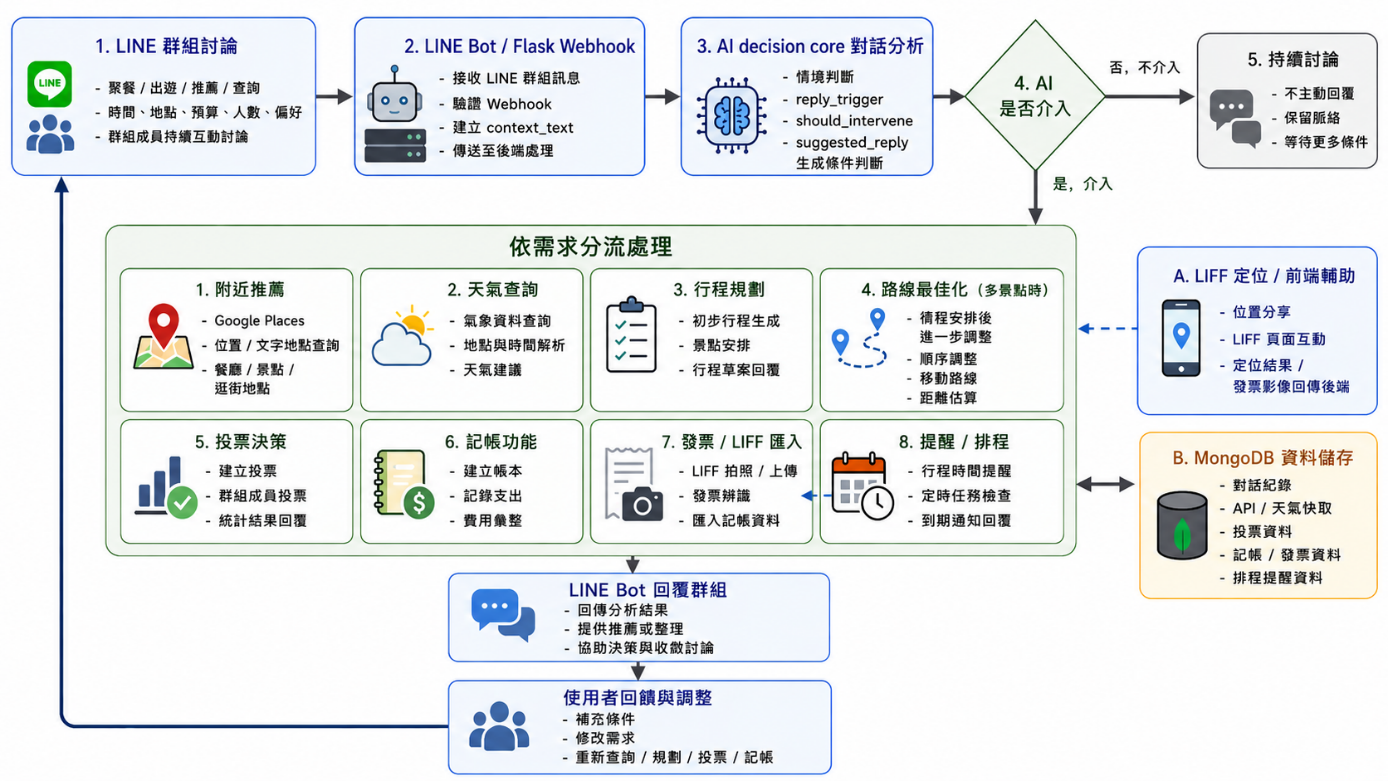 1. LINE 群組討論
LINE
- 聚餐 / 出遊 / 推薦 / 查詢
- 時間、地點、預算、人數、偏好
- 群組成員持續互動討論
2. LINE Bot / Flask Webhook
- 接收 LINE 群組訊息
- 驗證 Webhook
- 建立 context_text
- 傳送至後端處理
3. AI decision core 對話分析
- 情境判斷
- reply_trigger
- should_intervene
- suggested_reply
生成條件判斷
4. AI
是否介入
否，不介入
是，介入
5. 持續討論
- 不主動回覆
- 保留脈絡
- 等待更多條件
依需求分流處理
1. 附近推薦
- Google Places
- 位置 / 文字地點查詢
- 餐廳 / 景點 /
逛街地點
2. 天氣查詢
- 氣象資料查詢
- 地點與時間解析
- 天氣建議
3. 行程規劃
- 初步行程生成
- 景點安排
- 行程草案回覆
4. 路線最佳化（多景點時）
- 猜程安排後
進一步調整
- 順序調整
- 移動路線
- 距離估算
5. 投票決策
- 建立投票
- 群組成員投票
- 統計結果回覆
6. 記帳功能
- 建立帳本
- 記錄支出
- 費用彙整
7. 發票 / LIFF 匯入
- LIFF 拍照 / 上傳
- 發票辨識
- 匯入記帳資料
8. 提醒 / 排程
- 行程時間提醒
- 定時任務檢查
- 到期通知回覆
A. LIFF 定位 / 前端輔助
- 位置分享
- LIFF 頁面互動
- 定位結果 /
發票影像回傳後端
B. MongoDB 資料儲存
- 對話紀錄
- API / 天氣快取
- 投票資料
- 記帳 / 發票資料
- 排程提醒資料
LINE Bot 回覆群組
- 回傳分析結果
- 提供推薦或整理
- 協助決策與收斂討論
使用者回饋與調整
- 補充條件
- 修改需求
- 重新查詢 / 規劃 / 投票 / 記帳